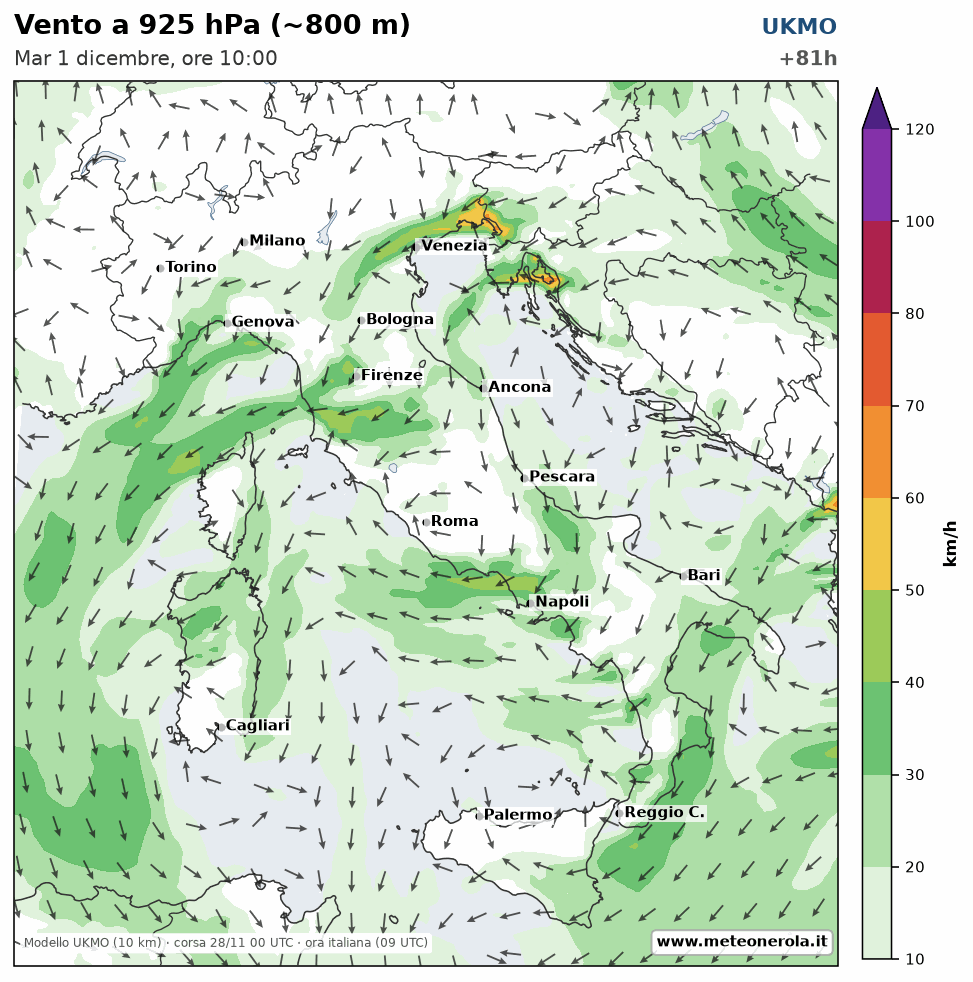 Vento a 925 hPa (~800 m)
UKMO
Mar 1 dicembre, ore 10:00
+81h
Milano
Venezia
Torino
Genova
Bologna
Firenze
Ancona
Pescara
Roma
Bari
Napoli
Cagliari
Palermo
Reggio C.
120
100
80
70
60
50
40
30
20
10
km/h
Modello UKMO (10 km) · corsa 28/11 00 UTC · ora italiana (09 UTC)
www.meteonerola.it